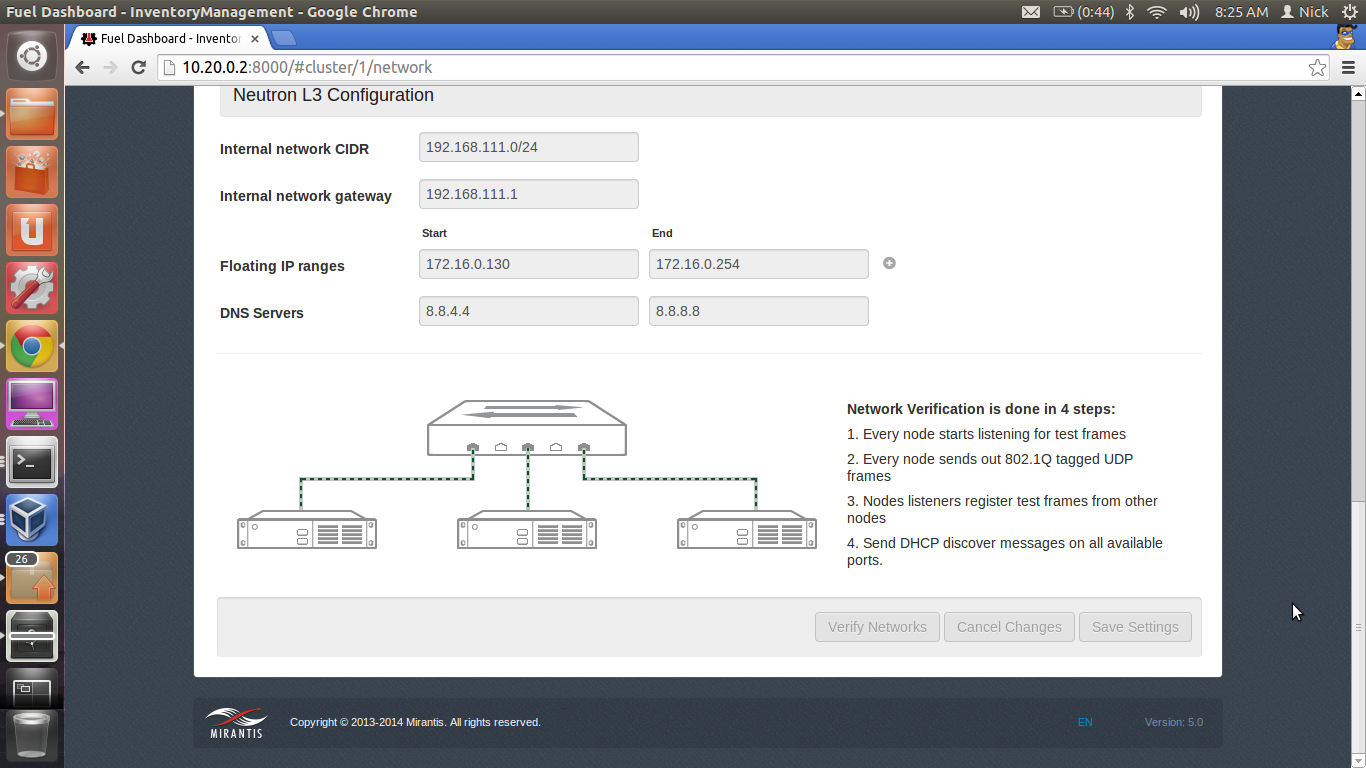 Fuel Dashboard - InventoryManagement - Google Chrome
(0:44)
8:25 AM
Nick
Fuel Dashboard - Inventor
10.20.0.2:8000/#cluster/1/network
Neutron L3 Configuration
Internal network CIDR
192.168.111.0/24
Internal network gateway
192.168.111.1
Start
End
Floating IP ranges
172.16.0.130
172.16.0.254
DNS Servers
8.8.4.4
8.8.8.8
Network Verification is done in 4 steps:
1. Every node starts listening for test frames
2. Every node sends out 802.1Q tagged UDP
frames
3. Nodes listeners register test frames from other
nodes
4. Send DHCP discover messages on all available
ports.
Verify Networks
Cancel Changes
Save Settings
26
MIRANTIS
Copyright © 2013-2014 Mirantis. All rights reserved.
EN
Version: 5.0